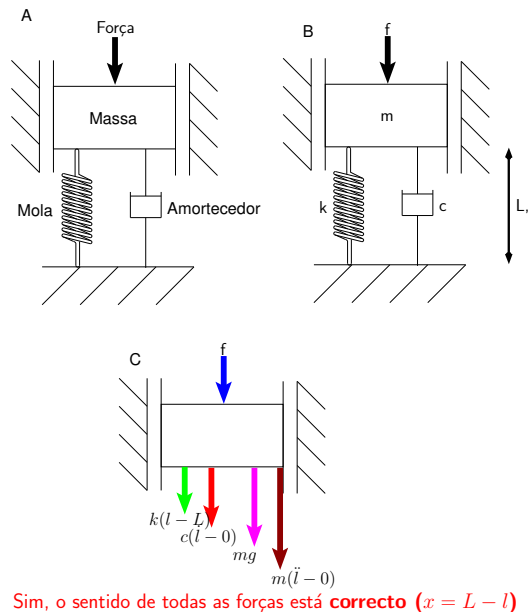 A
Força
Massa
Mola
Amortecedor
B
f
m
k
c
L,
C
f
k(l − L)
c(l̇ − 0)
mg
m(l̈ − 0)
Sim, o sentido de todas as forças está correcto (x = L − l)